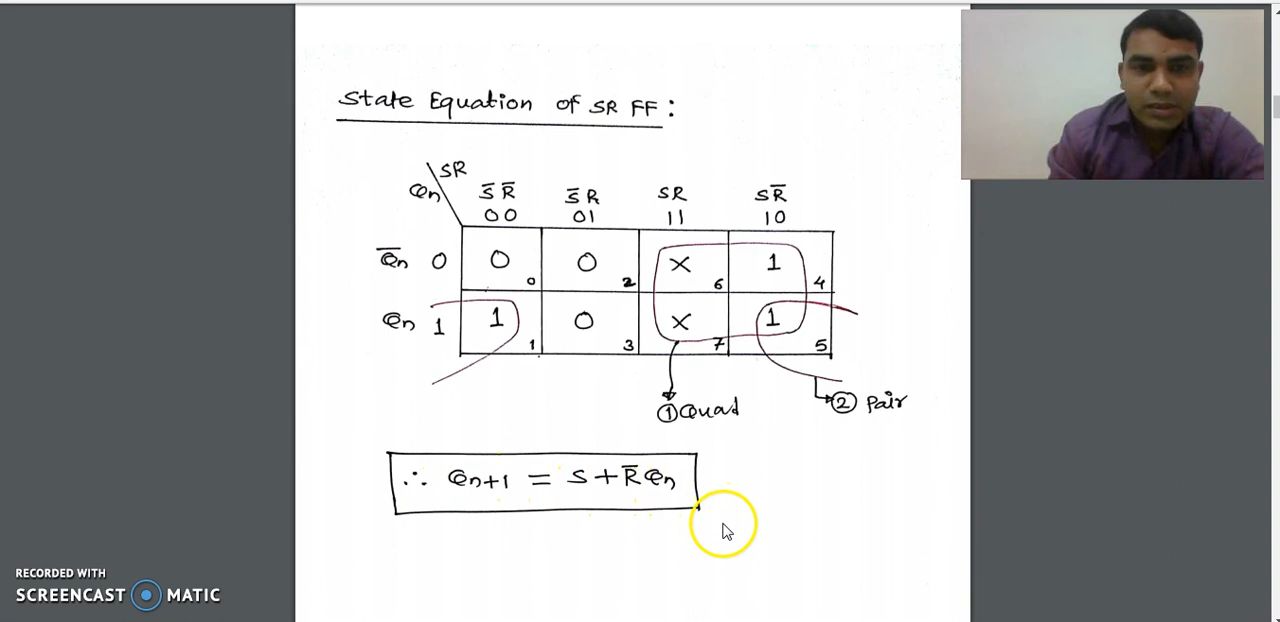 State Equation of SR FF :
SR
Qn
S̅ R̅ S̅ R SR SR̅
00 01 11 10
Q̅n 0 0 0 × 1
0 2 6 4
Qn 1 1 0 × 1
1 3 7 5
① Quad ② Pair
∴ Qn+1 = S + R̅ Qn
RECORDED WITH
SCREENCAST MATIC